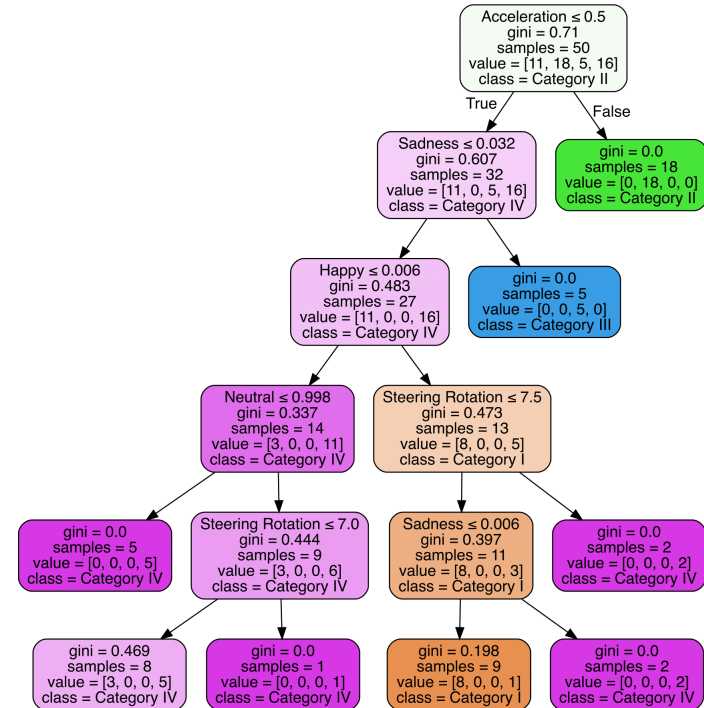 Acceleration ≤ 0.5
gini = 0.71
samples = 50
value = [11, 18, 5, 16]
class = Category II
True
False
Sadness ≤ 0.032
gini = 0.607
samples = 32
value = [11, 0, 5, 16]
class = Category IV
gini = 0.0
samples = 18
value = [0, 18, 0, 0]
class = Category II
Happy ≤ 0.006
gini = 0.483
samples = 27
value = [11, 0, 0, 16]
class = Category IV
gini = 0.0
samples = 5
value = [0, 0, 5, 0]
class = Category III
Neutral ≤ 0.998
gini = 0.337
samples = 14
value = [3, 0, 0, 11]
class = Category IV
Steering Rotation ≤ 7.5
gini = 0.473
samples = 13
value = [8, 0, 0, 5]
class = Category I
gini = 0.0
samples = 5
value = [0, 0, 0, 5]
class = Category IV
Steering Rotation ≤ 7.0
gini = 0.444
samples = 9
value = [3, 0, 0, 6]
class = Category IV
Sadness ≤ 0.006
gini = 0.397
samples = 11
value = [8, 0, 0, 3]
class = Category I
gini = 0.0
samples = 2
value = [0, 0, 0, 2]
class = Category IV
gini = 0.469
samples = 8
value = [3, 0, 0, 5]
class = Category IV
gini = 0.0
samples = 1
value = [0, 0, 0, 1]
class = Category IV
gini = 0.198
samples = 9
value = [8, 0, 0, 1]
class = Category I
gini = 0.0
samples = 2
value = [0, 0, 0, 2]
class = Category IV